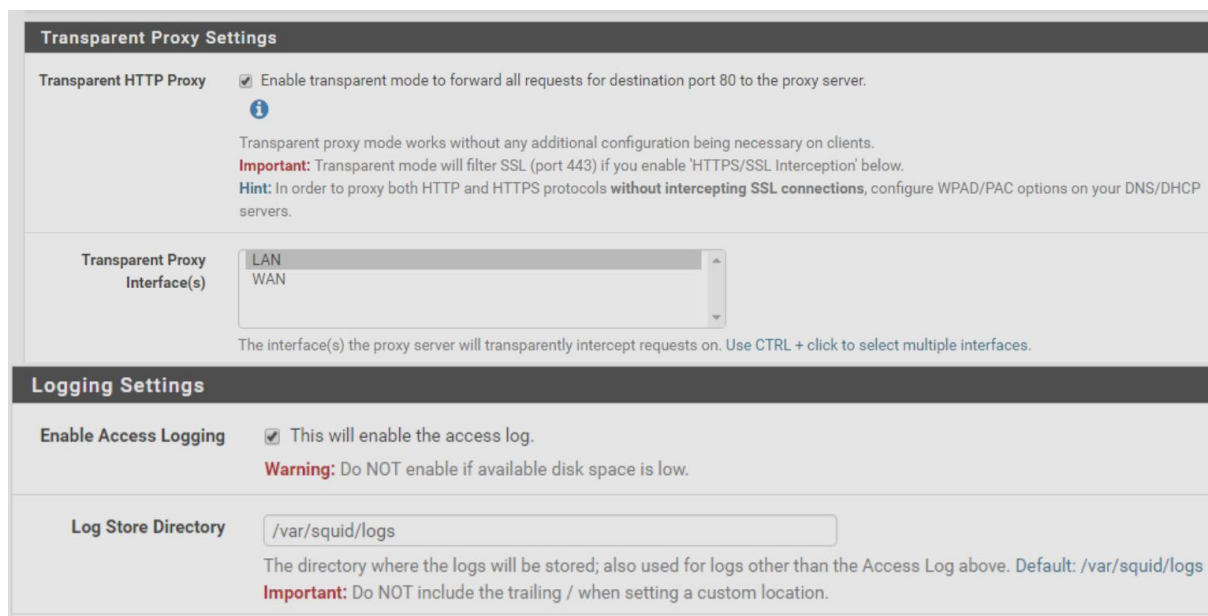 Transparent Proxy Settings
Transparent HTTP Proxy
Enable transparent mode to forward all requests for destination port 80 to the proxy server.
Transparent proxy mode works without any additional configuration being necessary on clients.
Important: Transparent mode will filter SSL (port 443) if you enable 'HTTPS/SSL Interception' below.
Hint: In order to proxy both HTTP and HTTPS protocols without intercepting SSL connections, configure WPAD/PAC options on your DNS/DHCP
servers.
Transparent Proxy
Interface(s)
LAN
WAN
The interface(s) the proxy server will transparently intercept requests on. Use CTRL + click to select multiple interfaces.
Logging Settings
Enable Access Logging
This will enable the access log.
Warning: Do NOT enable if available disk space is low.
Log Store Directory
/var/squid/logs
The directory where the logs will be stored; also used for logs other than the Access Log above. Default: /var/squid/logs
Important: Do NOT include the trailing / when setting a custom location.